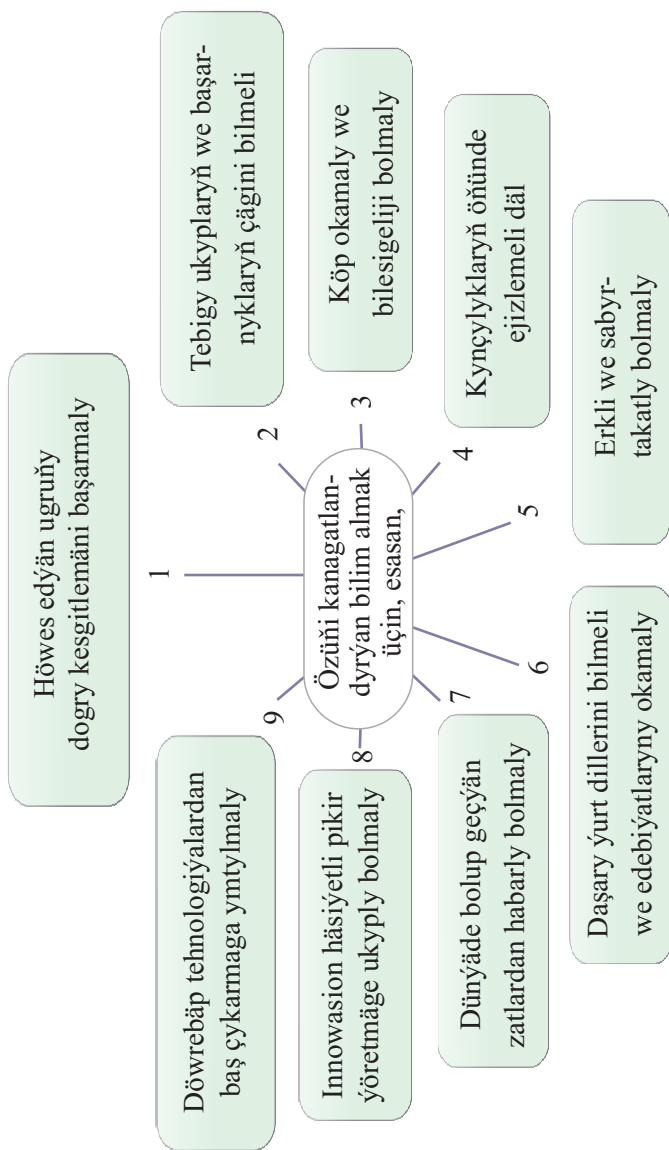 Özüňi kanagatlan-
dyrýan bilim almak
üçin, esasan,
1
Höwes edýän ugruňy
dogry kesgitlemäni başarmaly
2
Tebigy ukyplaryň we başar-
nyklaryň çägini bilmeli
3
Köp okamaly we
bilesigeliji bolmaly
4
Kynçylyklaryň öňünde
ejizlemeli däl
5
Erkli we sabyr-
takatly bolmaly
6
Daşary ýurt dillerini bilmeli
we edebiýatlaryny okamaly
7
Dünýäde bolup geçýän
zatlardan habarly bolmaly
8
Innowasion häsiýetli pikir
ýöretmäge ukyply bolmaly
9
Döwrebap tehnologiýalardan
baş çykarmaga ymtylmaly